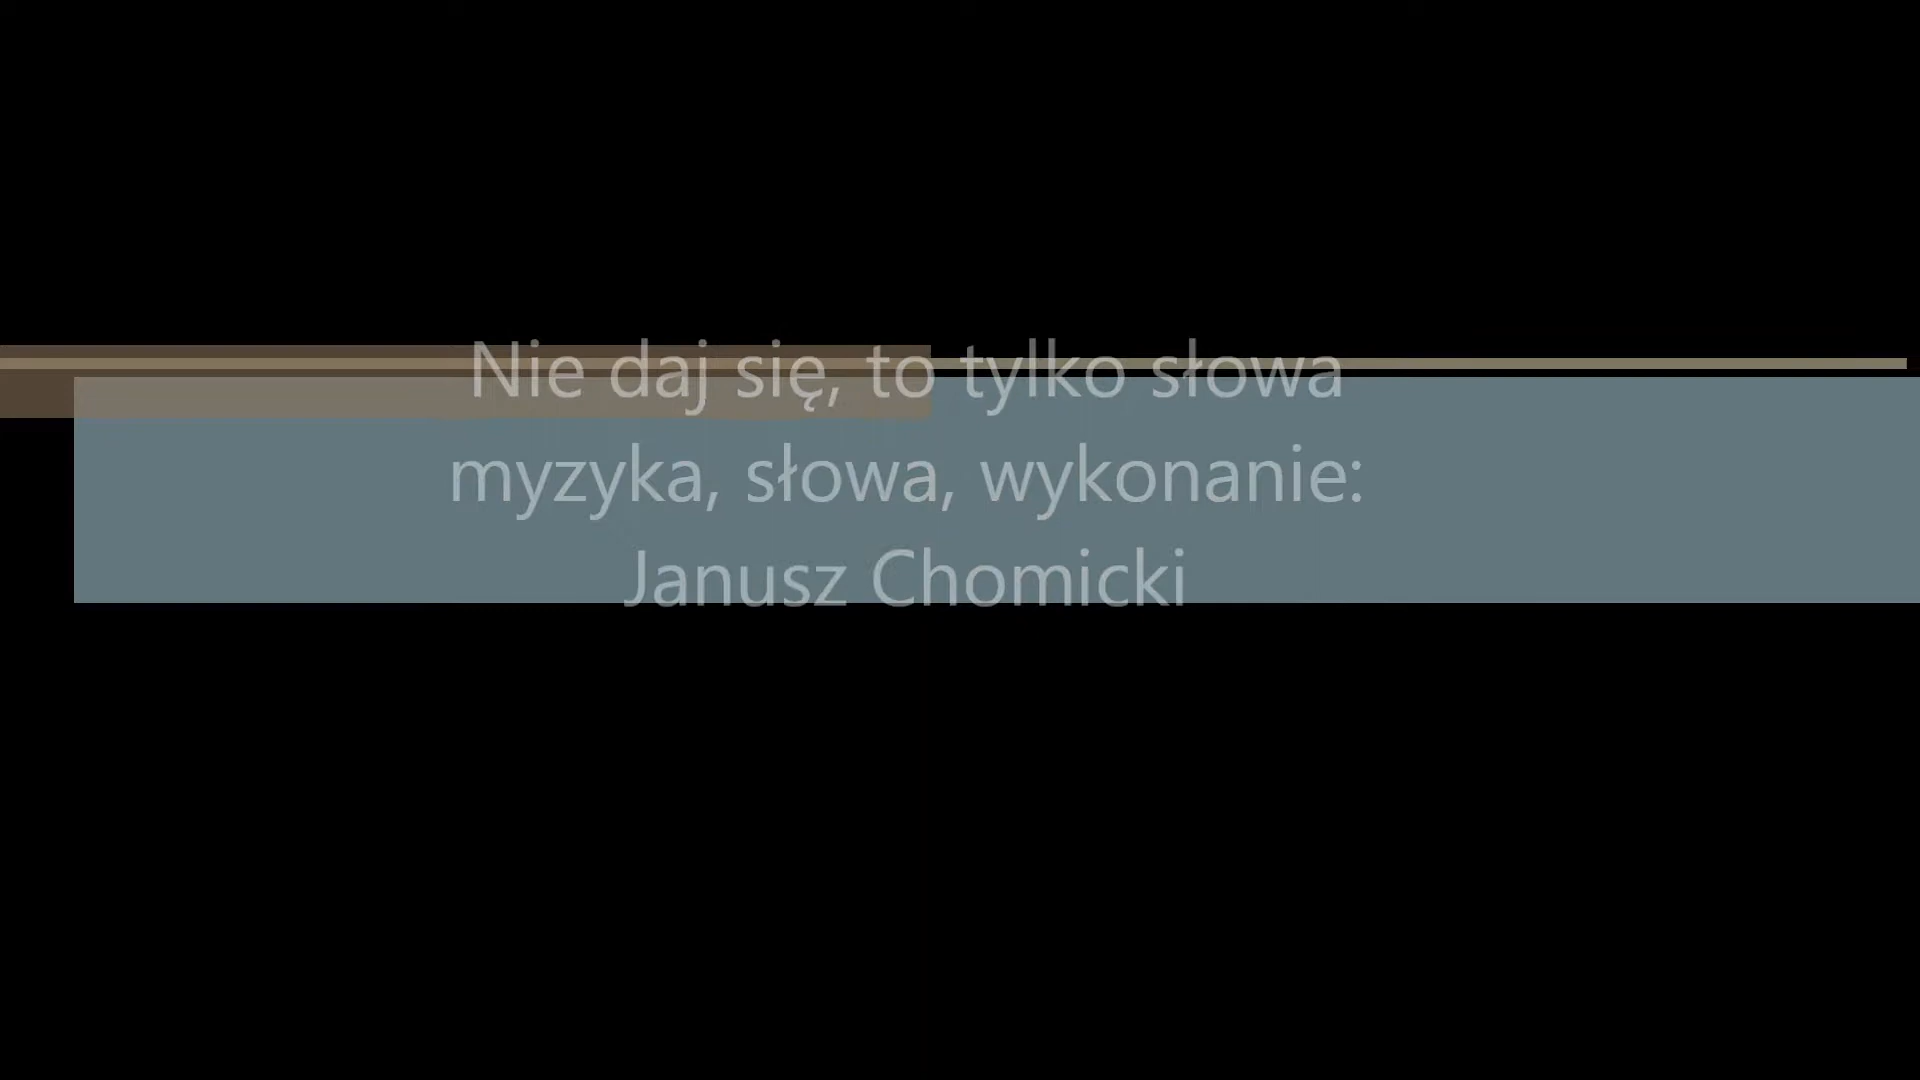 Nie daj się, to tylko słowa
myzyka, słowa, wykonanie:
Janusz Chomicki